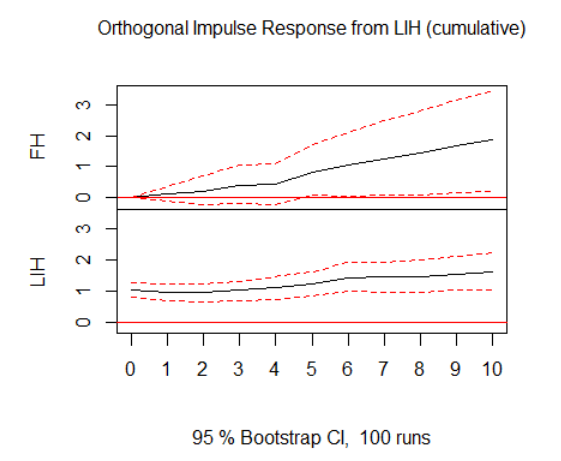 Orthogonal Impulse Response from LIH (cumulative)
FH
3
2
1
0
LIH
3
2
1
0
0 1 2 3 4 5 6 7 8 9 10
95 % Bootstrap CI,  100 runs